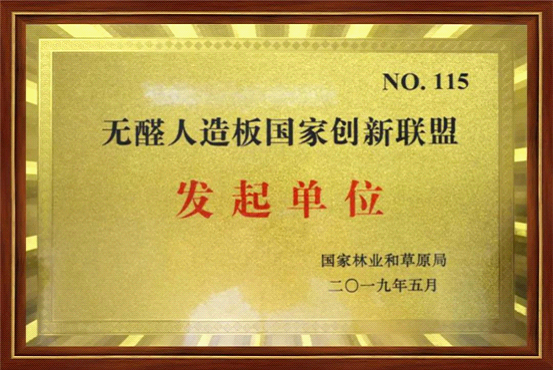 NO. 115
无醛人造板国家创新联盟
发起单位
国家林业和草原局
二〇一九年五月